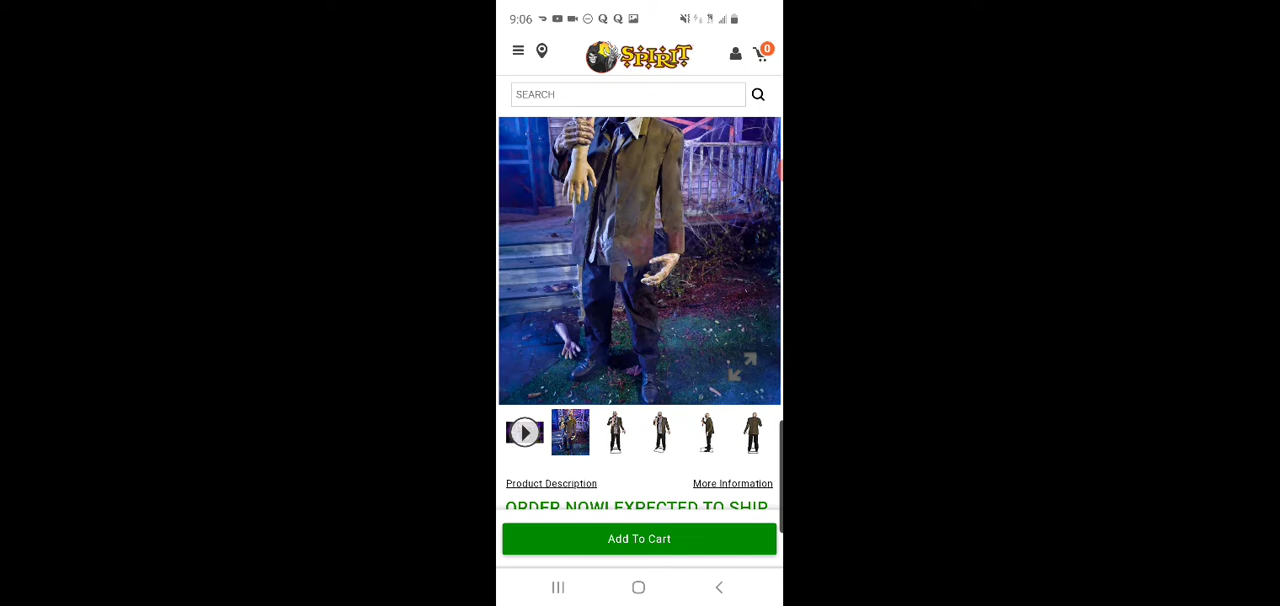 9:06
SPIRIT
0
SEARCH
Product Description
More Information
ORDER NOW! EXPECTED TO SHIP
Add To Cart